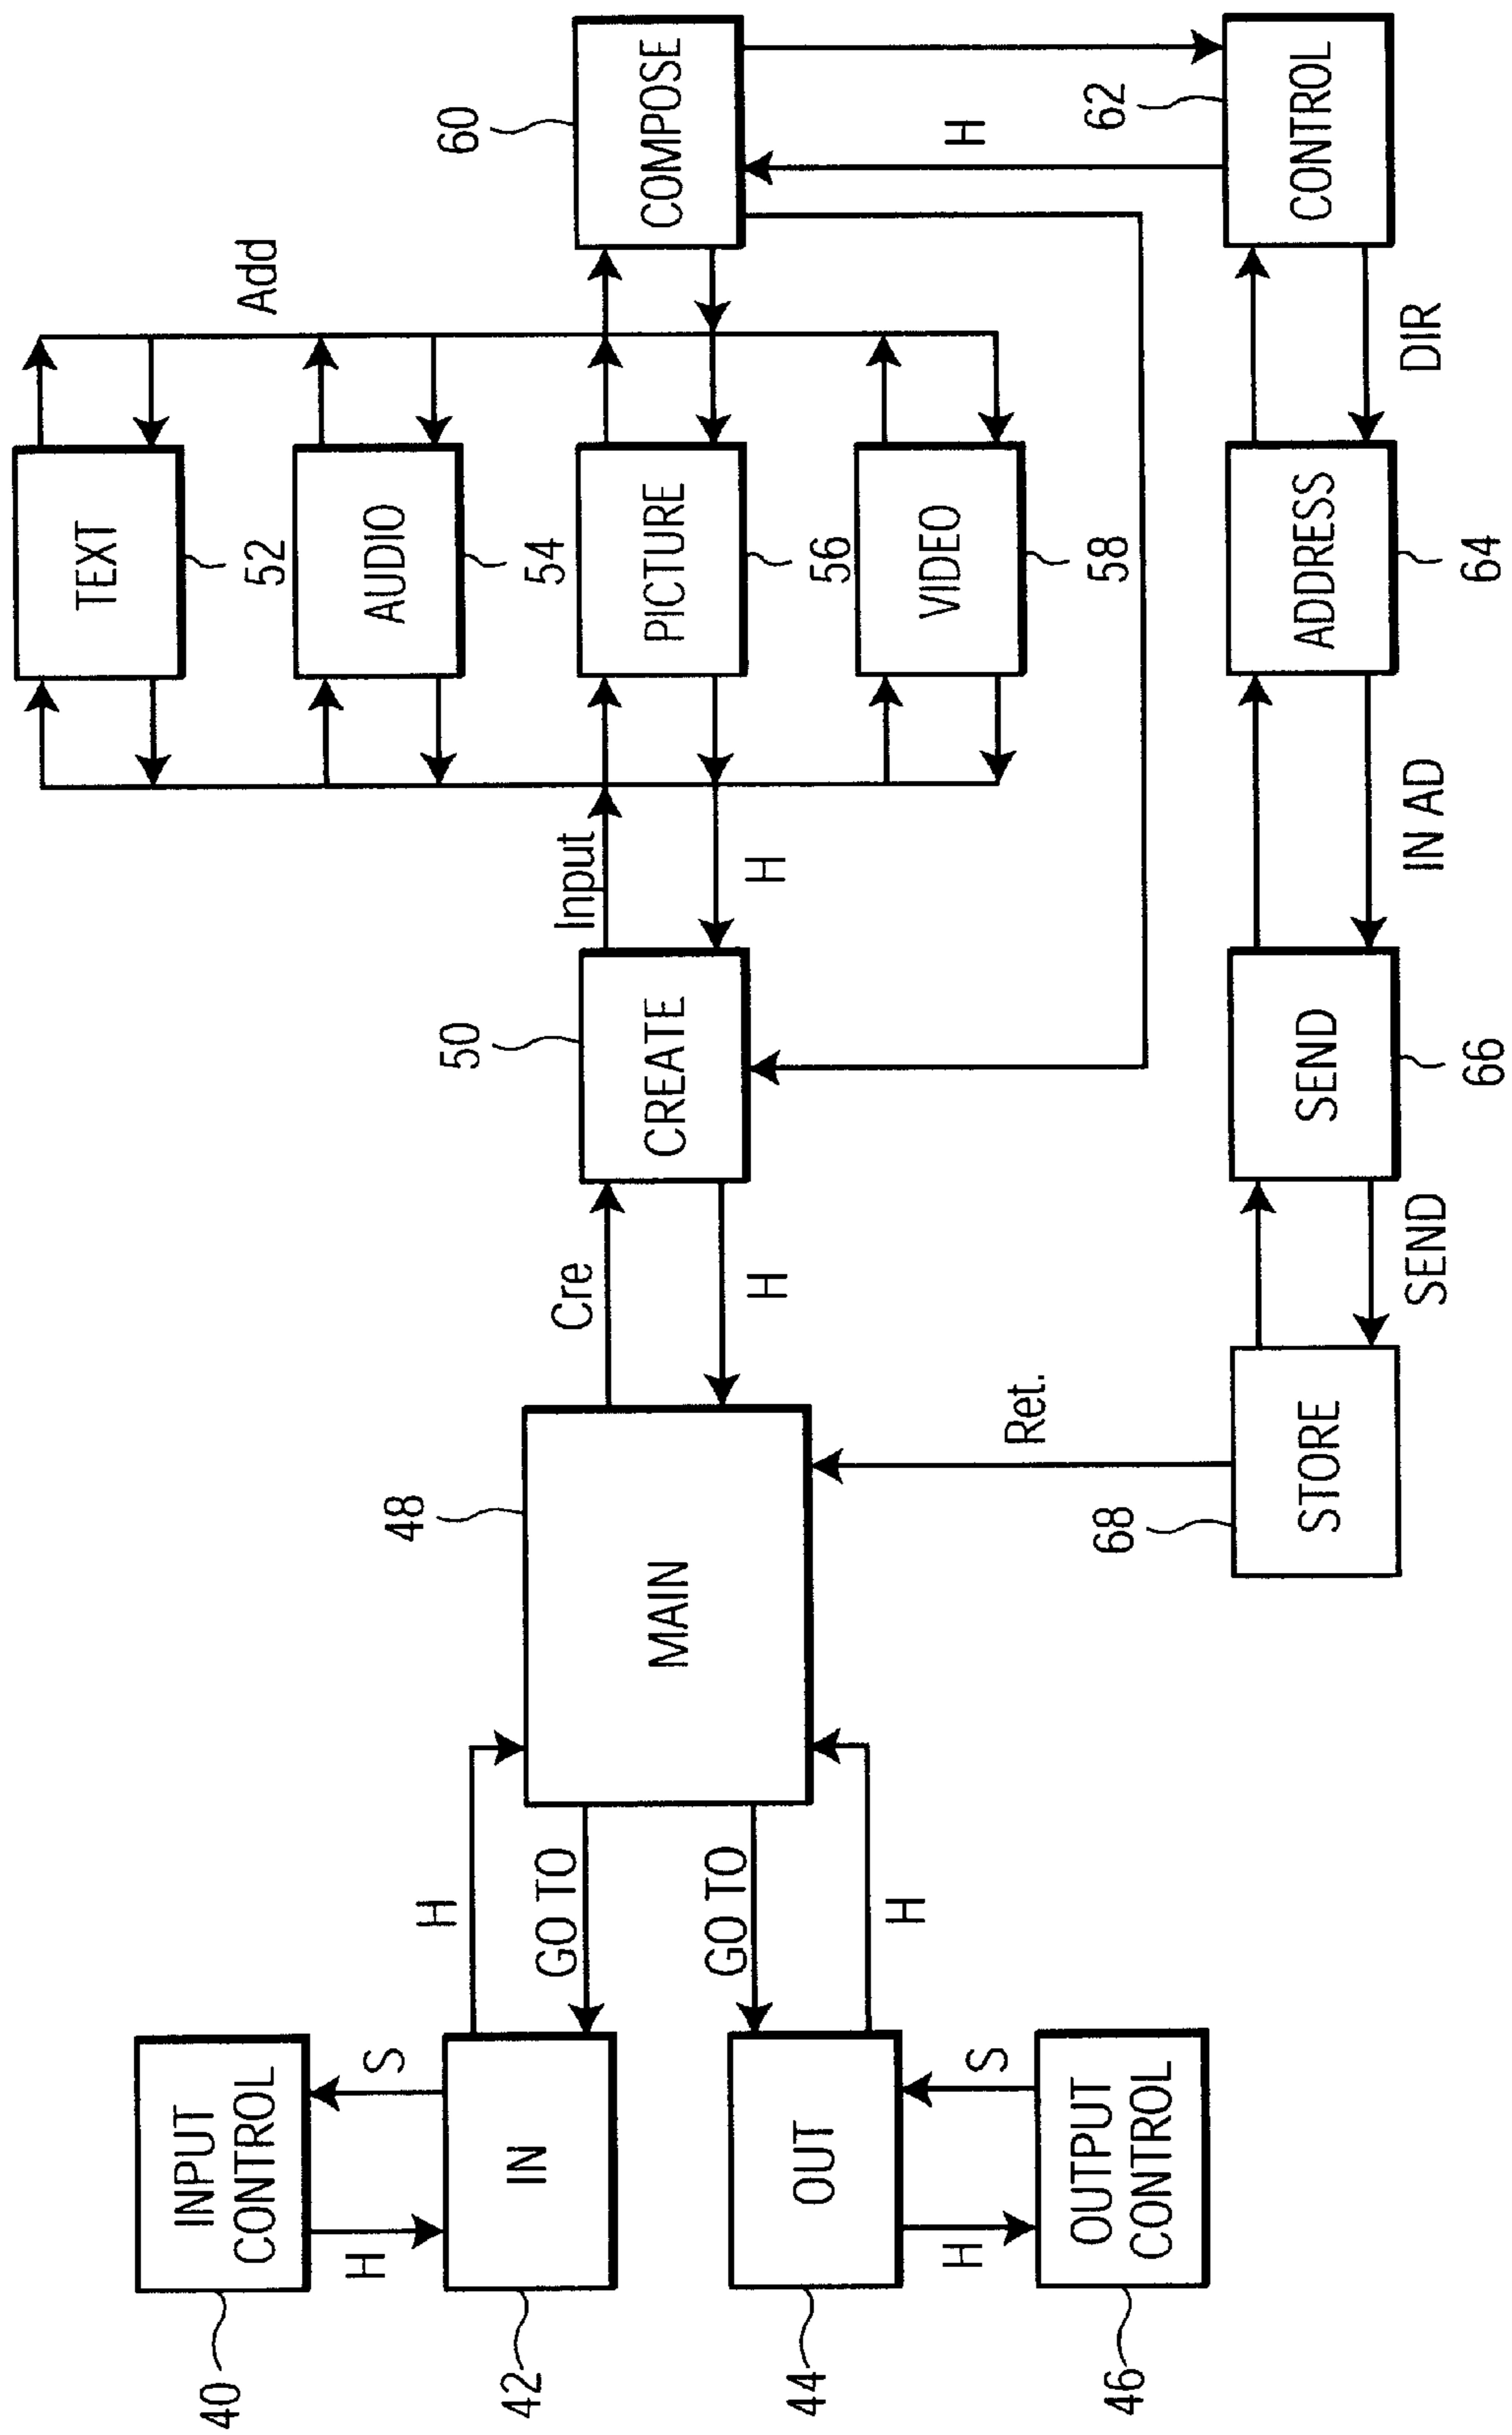 40
INPUT
CONTROL
H
S
42
IN
H
GO TO
44
OUT
GO TO
H
H
S
46
OUTPUT
CONTROL
48
MAIN
Cre
H
50
CREATE
Input
H
TEXT
52
AUDIO
54
PICTURE
56
VIDEO
58
Add
60
COMPOSE
H
62
CONTROL
DIR
ADDRESS
64
IN AD
SEND
66
SEND
STORE
68
Ret.